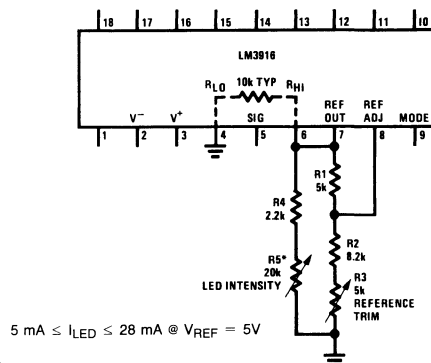 18 17 16 15 14 13 12 11 10
LM3916
10k TYP
RLO RHI
REF OUT
REF ADJ
V− V+ SIG MODE
1 2 3 4 5 6 7 8 9
R1
5k
R4
2.2k
R2
8.2k
R5*
20k
LED INTENSITY
R3
5k
REFERENCE
TRIM
5 mA ≤ ILED ≤ 28 mA @ VREF = 5V